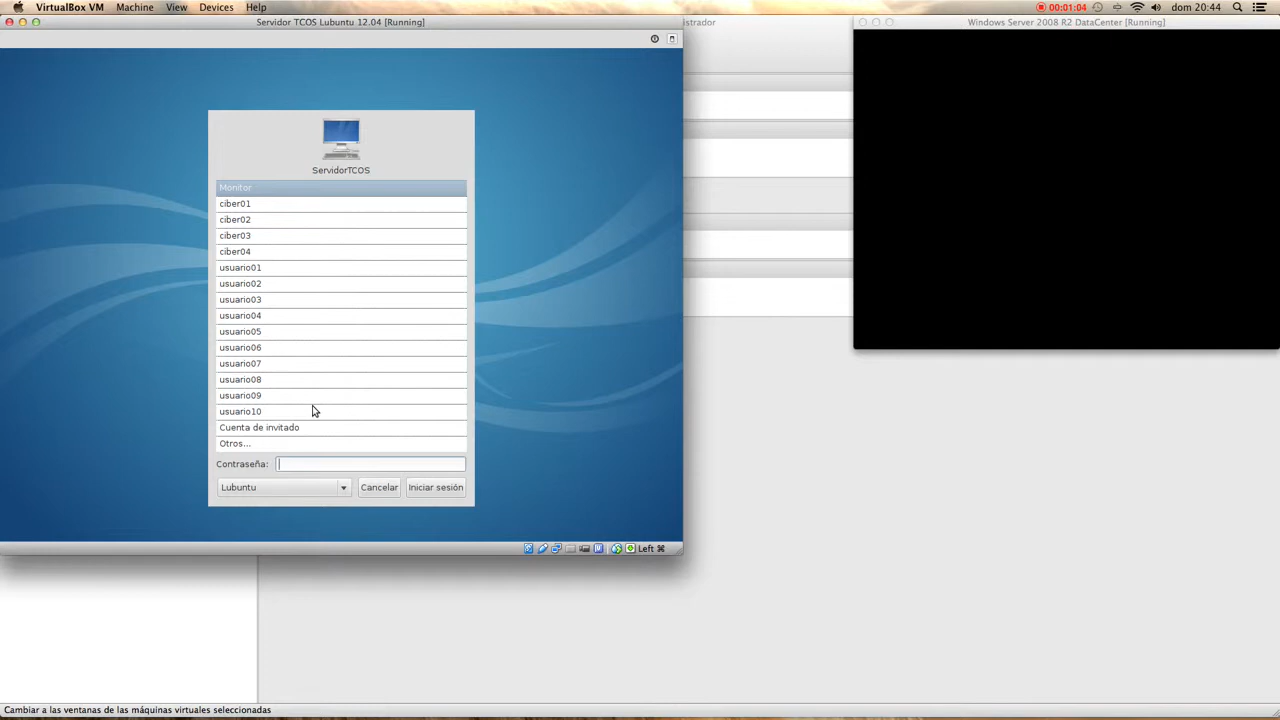 VirtualBox VM Machine View Devices Help 00:01:04 dom 20:44
Servidor TCOS Lubuntu 12.04 [Running] istrador Windows Server 2008 R2 DataCenter [Running]
ServidorTCOS
Monitor
ciber01
ciber02
ciber03
ciber04
usuario01
usuario02
usuario03
usuario04
usuario05
usuario06
usuario07
usuario08
usuario09
usuario10
Cuenta de invitado
Otros...
Contraseña:
Lubuntu Cancelar Iniciar sesión
Left ⌘
Cambiar a las ventanas de las máquinas virtuales seleccionadas